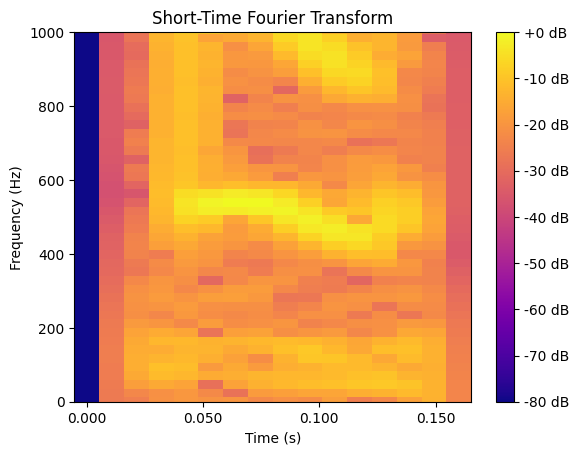 Short-Time Fourier Transform
1000
800
600
400
200
0
Frequency (Hz)
0.000
0.050
0.100
0.150
Time (s)
+0 dB
-10 dB
-20 dB
-30 dB
-40 dB
-50 dB
-60 dB
-70 dB
-80 dB